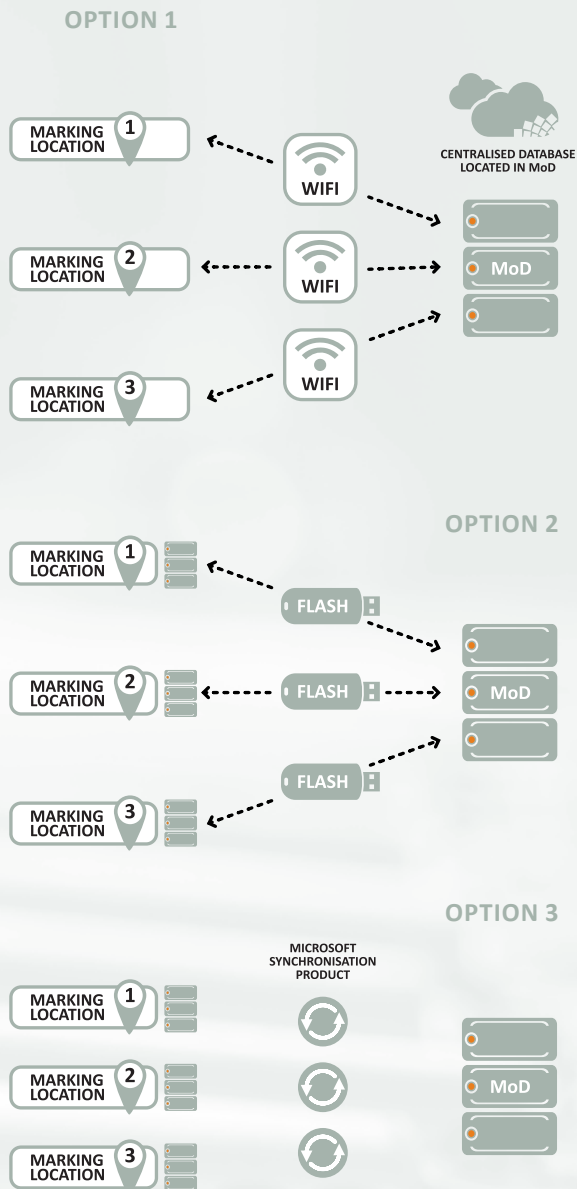 OPTION 1
MARKING
LOCATION
1
WIFI
CENTRALISED DATABASE
LOCATED IN MoD
MARKING
LOCATION
2
WIFI
MoD
MARKING
LOCATION
3
WIFI
OPTION 2
MARKING
LOCATION
1
FLASH
MARKING
LOCATION
2
FLASH
MoD
MARKING
LOCATION
3
FLASH
OPTION 3
MICROSOFT
SYNCHRONISATION
PRODUCT
MARKING
LOCATION
1
MARKING
LOCATION
2
MoD
MARKING
LOCATION
3